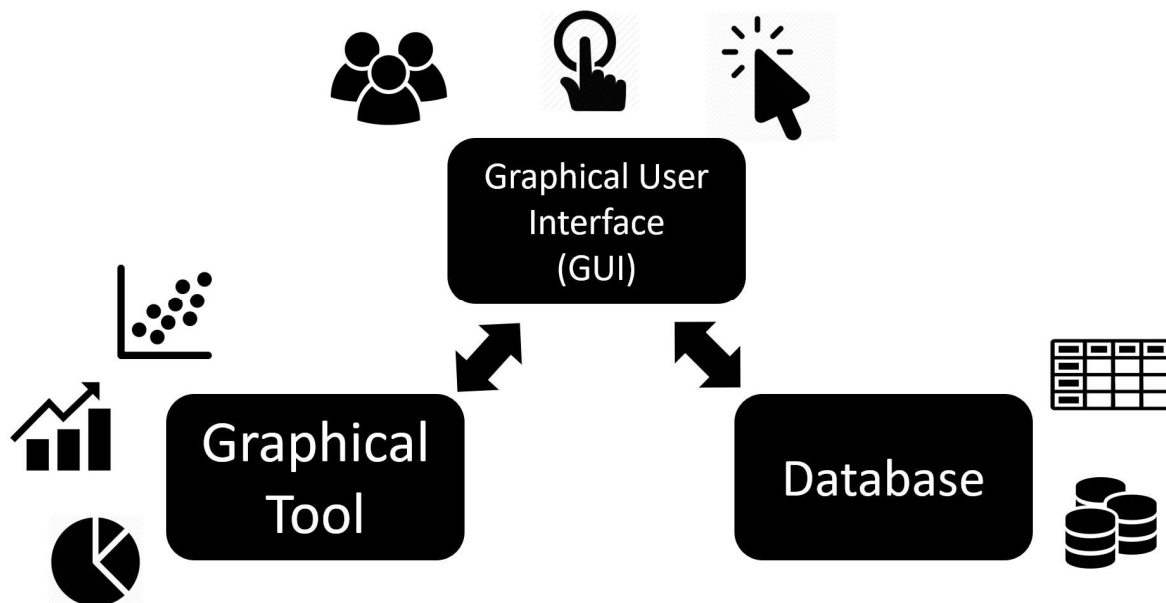 Graphical User
Interface
(GUI)
Graphical
Tool
Database